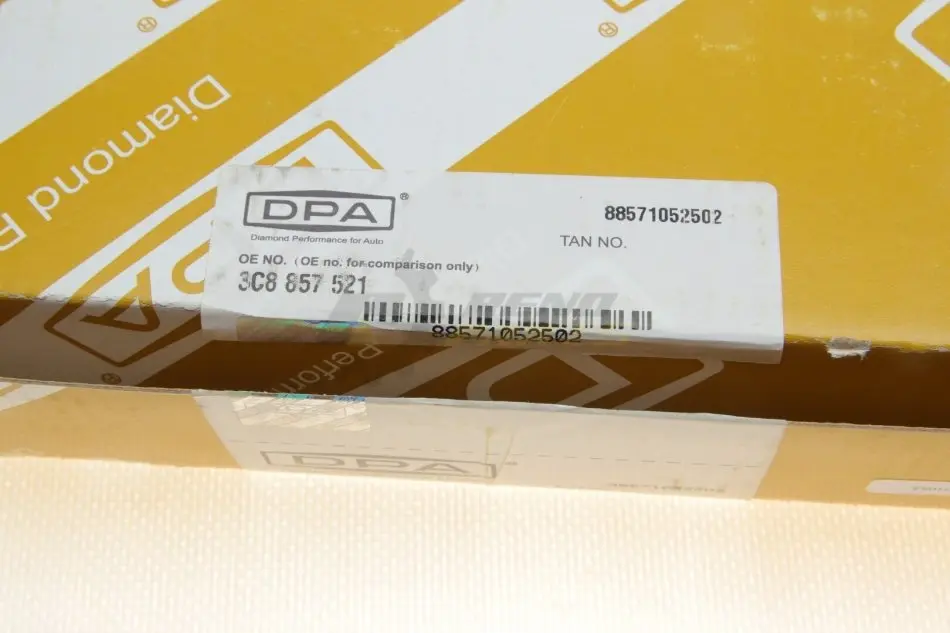 Diamond P
DPA®
Diamond Performance for Auto
88571052502
TAN NO.
OE NO. (OE no. for comparison only)
3C8 857 521
88571052502
Perform
DPA®